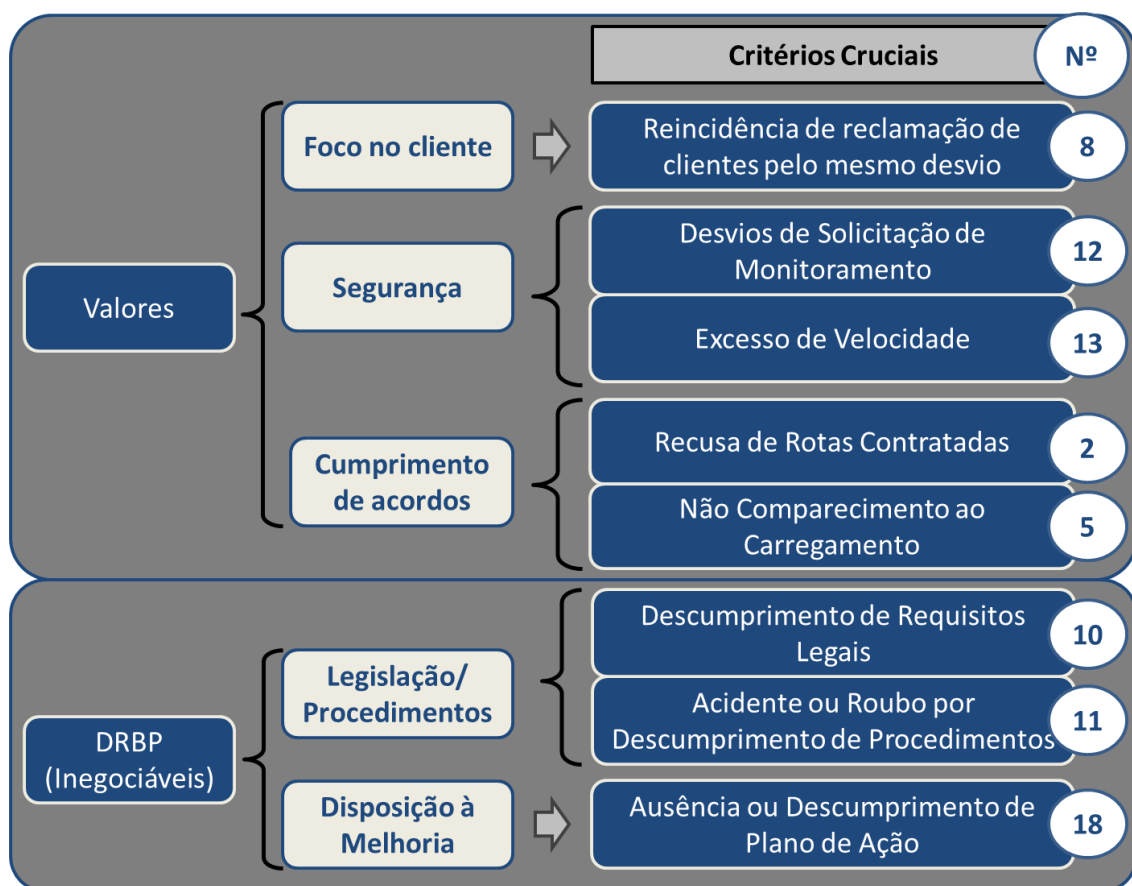 Critérios Cruciais
Nº
Valores
Foco no cliente
Reincidência de reclamação de
clientes pelo mesmo desvio
8
Segurança
Desvios de Solicitação de
Monitoramento
12
Excesso de Velocidade
13
Cumprimento
de acordos
Recusa de Rotas Contratadas
2
Não Comparecimento ao
Carregamento
5
DRBP
(Inegociáveis)
Legislação/
Procedimentos
Descumprimento de Requisitos
Legais
10
Acidente ou Roubo por
Descumprimento de Procedimentos
11
Disposição à
Melhoria
Ausência ou Descumprimento de
Plano de Ação
18